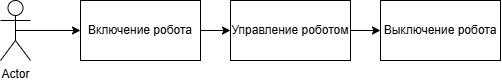 Включение робота
Управление роботом
Выключение робота
Actor